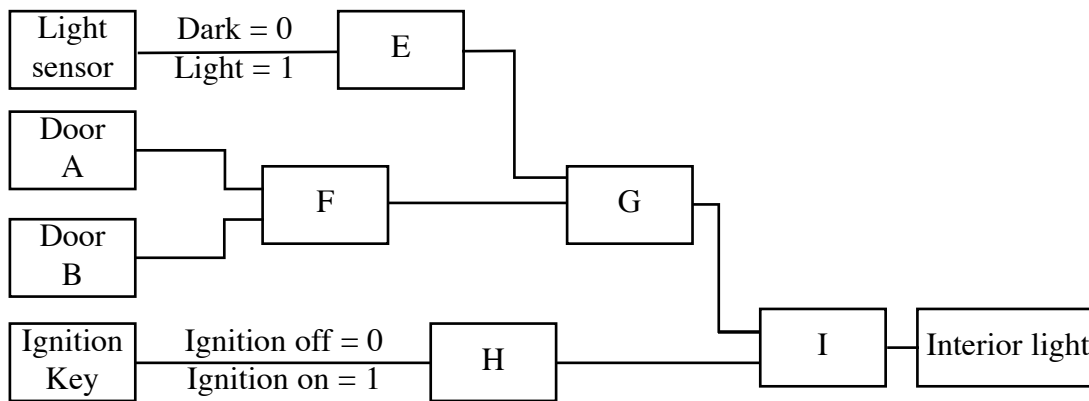 Light
sensor
Dark = 0
Light = 1
E
Door
A
F
G
Door
B
Ignition
Key
Ignition off = 0
Ignition on = 1
H
I
Interior light